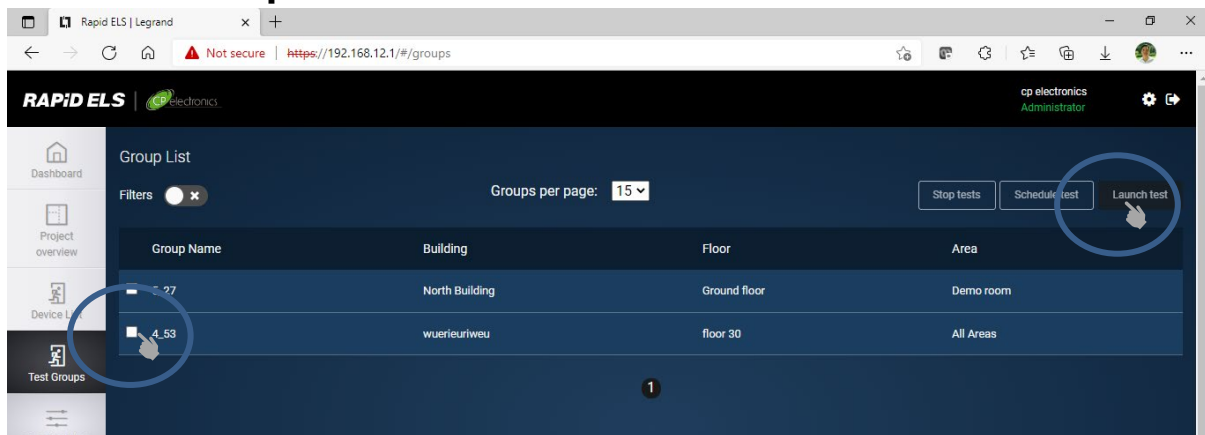 Rapid ELS | Legrand
Not secure | https://192.168.12.1/#/groups
RAPiD ELS | CP electronics
cp electronics
Administrator
Dashboard
Project
overview
Device
Test Groups
Group List
Filters
Groups per page: 15
Stop tests Schedule test Launch test
Group Name Building Floor Area
27 North Building Ground floor Demo room
4_53 wuerieuriweu floor 30 All Areas
1